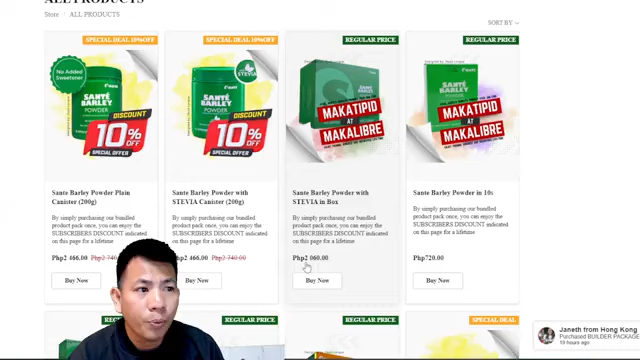 ALL PRODUCTS
Store / ALL PRODUCTS
SORT BY
SPECIAL DEAL 10%OFF
No Added
Sweetener
SANTÉ
BARLEY
POWDER
DISCOUNT
10% OFF
SPECIAL OFFER
Sante Barley Powder Plain
Canister (200g)
By simply purchasing our bundled
product pack once, you can enjoy the
SUBSCRIBERS DISCOUNT indicated
on this page for a lifetime
Php2 466.00 Php2 740.00
Buy Now
SPECIAL DEAL 10%OFF
STEVIA
SANTÉ
BARLEY
POWDER
DISCOUNT
10% OFF
SPECIAL OFFER
Sante Barley Powder with
STEVIA Canister (200g)
By simply purchasing our bundled
product pack once, you can enjoy the
SUBSCRIBERS DISCOUNT indicated
on this page for a lifetime
Php2 466.00 Php2 740.00
Buy Now
REGULAR PRICE
SANTÉ
BARLEY
MAKATIPID
AT
MAKALIBRE
Sante Barley Powder with
STEVIA in Box
By simply purchasing our bundled
product pack once, you can enjoy the
SUBSCRIBERS DISCOUNT indicated
on this page for a lifetime
Php2 060.00
Buy Now
REGULAR PRICE
SANTÉ
BARLEY
MAKATIPID
AT
MAKALIBRE
Sante Barley Powder in 10s
By simply purchasing our bundled
product pack once, you can enjoy the
SUBSCRIBERS DISCOUNT indicated
on this page for a lifetime
Php720.00
Buy Now
REGULAR PRICE
REGULAR PRICE
SPECIAL DEAL
Janeth from Hong Kong
Purchased BUILDER PACKAGE
19 hours ago